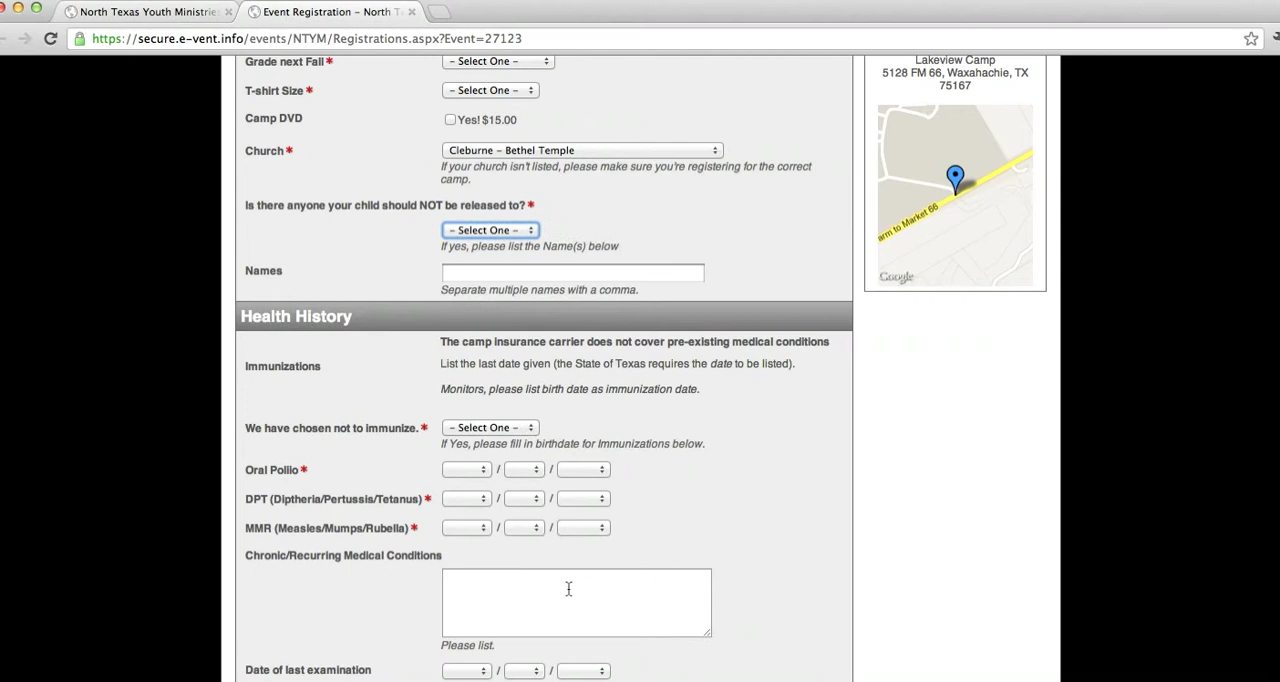 North Texas Youth Ministries
Event Registration – North T
https://secure.e-vent.info/events/NTYM/Registrations.aspx?Event=27123
Grade next Fall* – Select One –
T-shirt Size* – Select One –
Camp DVD Yes! $15.00
Church* Cleburne – Bethel Temple
If your church isn't listed, please make sure you're registering for the correct
camp.
Is there anyone your child should NOT be released to?*
– Select One –
If yes, please list the Name(s) below
Names
Separate multiple names with a comma.
Health History
The camp insurance carrier does not cover pre-existing medical conditions
Immunizations
List the last date given (the State of Texas requires the date to be listed).
Monitors, please list birth date as immunization date.
We have chosen not to immunize.* – Select One –
If Yes, please fill in birthdate for Immunizations below.
Oral Pollio* / /
DPT (Diptheria/Pertussis/Tetanus)* / /
MMR (Measles/Mumps/Rubella)* / /
Chronic/Recurring Medical Conditions
Please list.
Date of last examination / /
Lakeview Camp
5128 FM 66, Waxahachie, TX
75167
arm to Market 66
Google